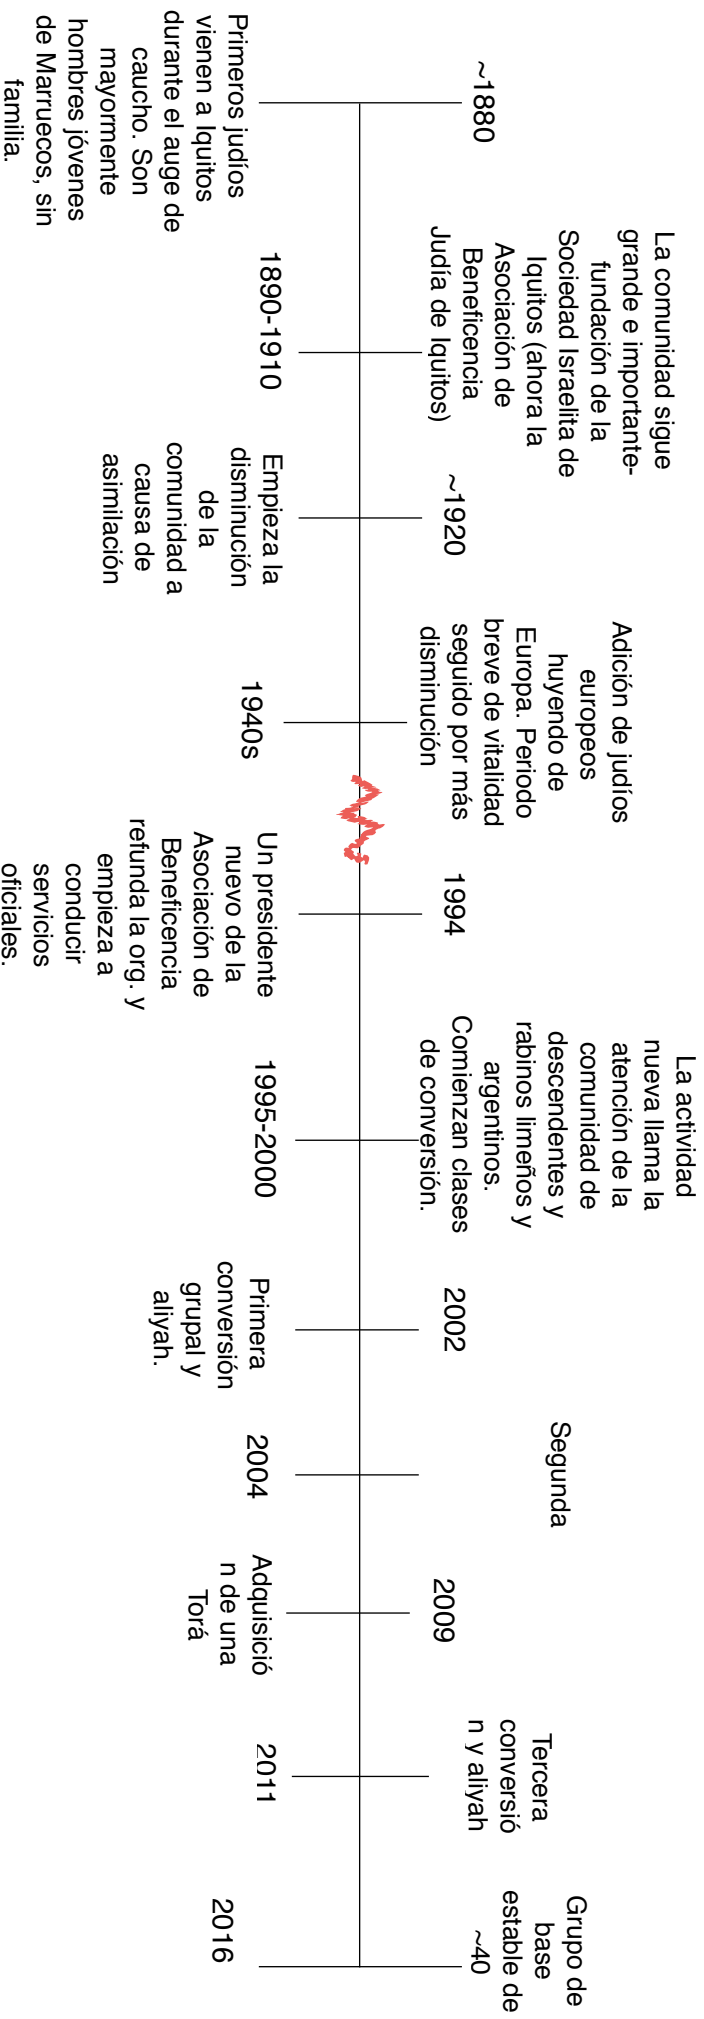 ~1880
Primeros judíos
vienen a Iquitos
durante el auge de
caucho. Son
mayormente
hombres jóvenes
de Marruecos, sin
familia.
La comunidad sigue
grande e importante-
fundación de la
Sociedad Israelita de
Iquitos (ahora la
Asociación de
Beneficencia
Judía de Iquitos)
1890-1910
~1920
Empieza la
disminución
de la
comunidad a
causa de
asimilación
Adición de judíos
europeos
huyendo de
Europa. Periodo
breve de vitalidad
seguido por más
disminución
1940s
1994
Un presidente
nuevo de la
Asociación de
Beneficencia
refunda la org. y
empieza a
conducir
servicios
oficiales.
La actividad
nueva llama la
atención de la
comunidad de
descendentes y
rabinos limeños y
argentinos.
Comienzan clases
de conversión.
1995-2000
2002
Primera
conversión
grupal y
aliyah.
Segunda
2004
2009
Adquisició
n de una
Torá
Tercera
conversió
n y aliyah
2011
Grupo de
base
estable de
~40
2016